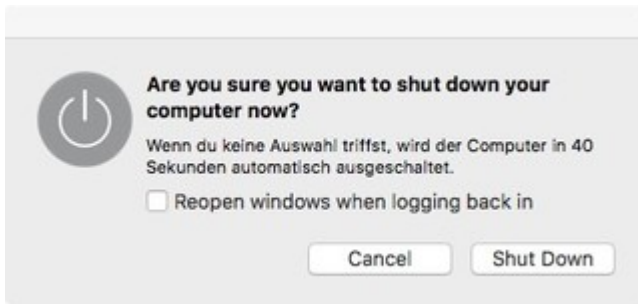 Are you sure you want to shut down your
computer now?
Wenn du keine Auswahl triffst, wird der Computer in 40
Sekunden automatisch ausgeschaltet.
Reopen windows when logging back in
Cancel Shut Down